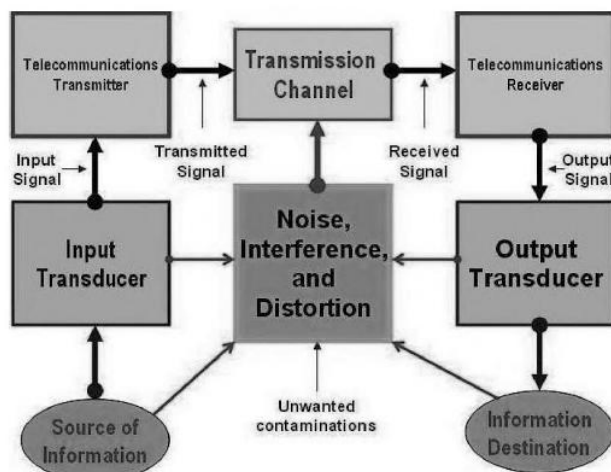 Telecommunications
Transmitter
Transmission
Channel
Telecommunications
Receiver
Input
Signal
Transmitted
Signal
Received
Signal
Output
Signal
Input
Transducer
Noise,
Interference,
and
Distortion
Output
Transducer
Source of
Information
Unwanted
contaminations
Information
Destination